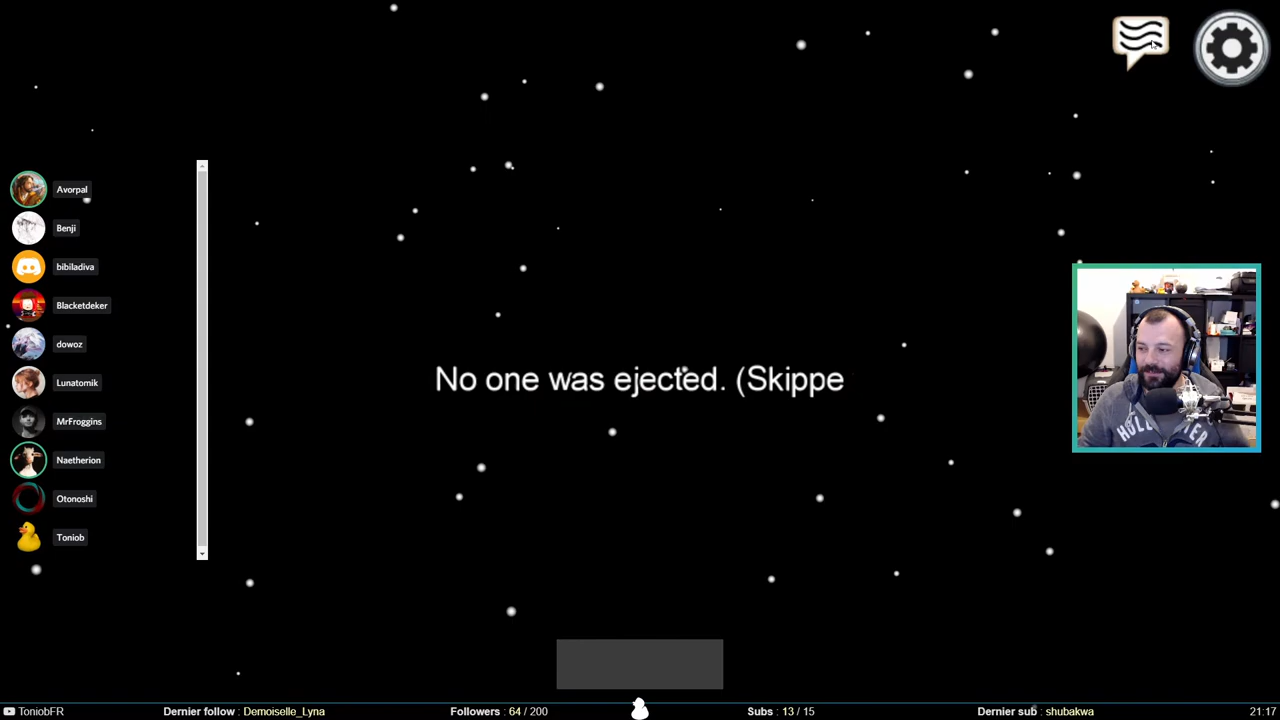 Avorpal
Benji
bibiladiva
Blacketdeker
dowoz
Lunatomik
MrFroggins
Naetherion
Otonoshi
Toniob
No one was ejected. (Skippe
HOLL
ToniobFR Dernier follow : Demoiselle_Lyna Followers : 64 / 200 Subs : 13 / 15 Dernier sub : shubakwa 21:17